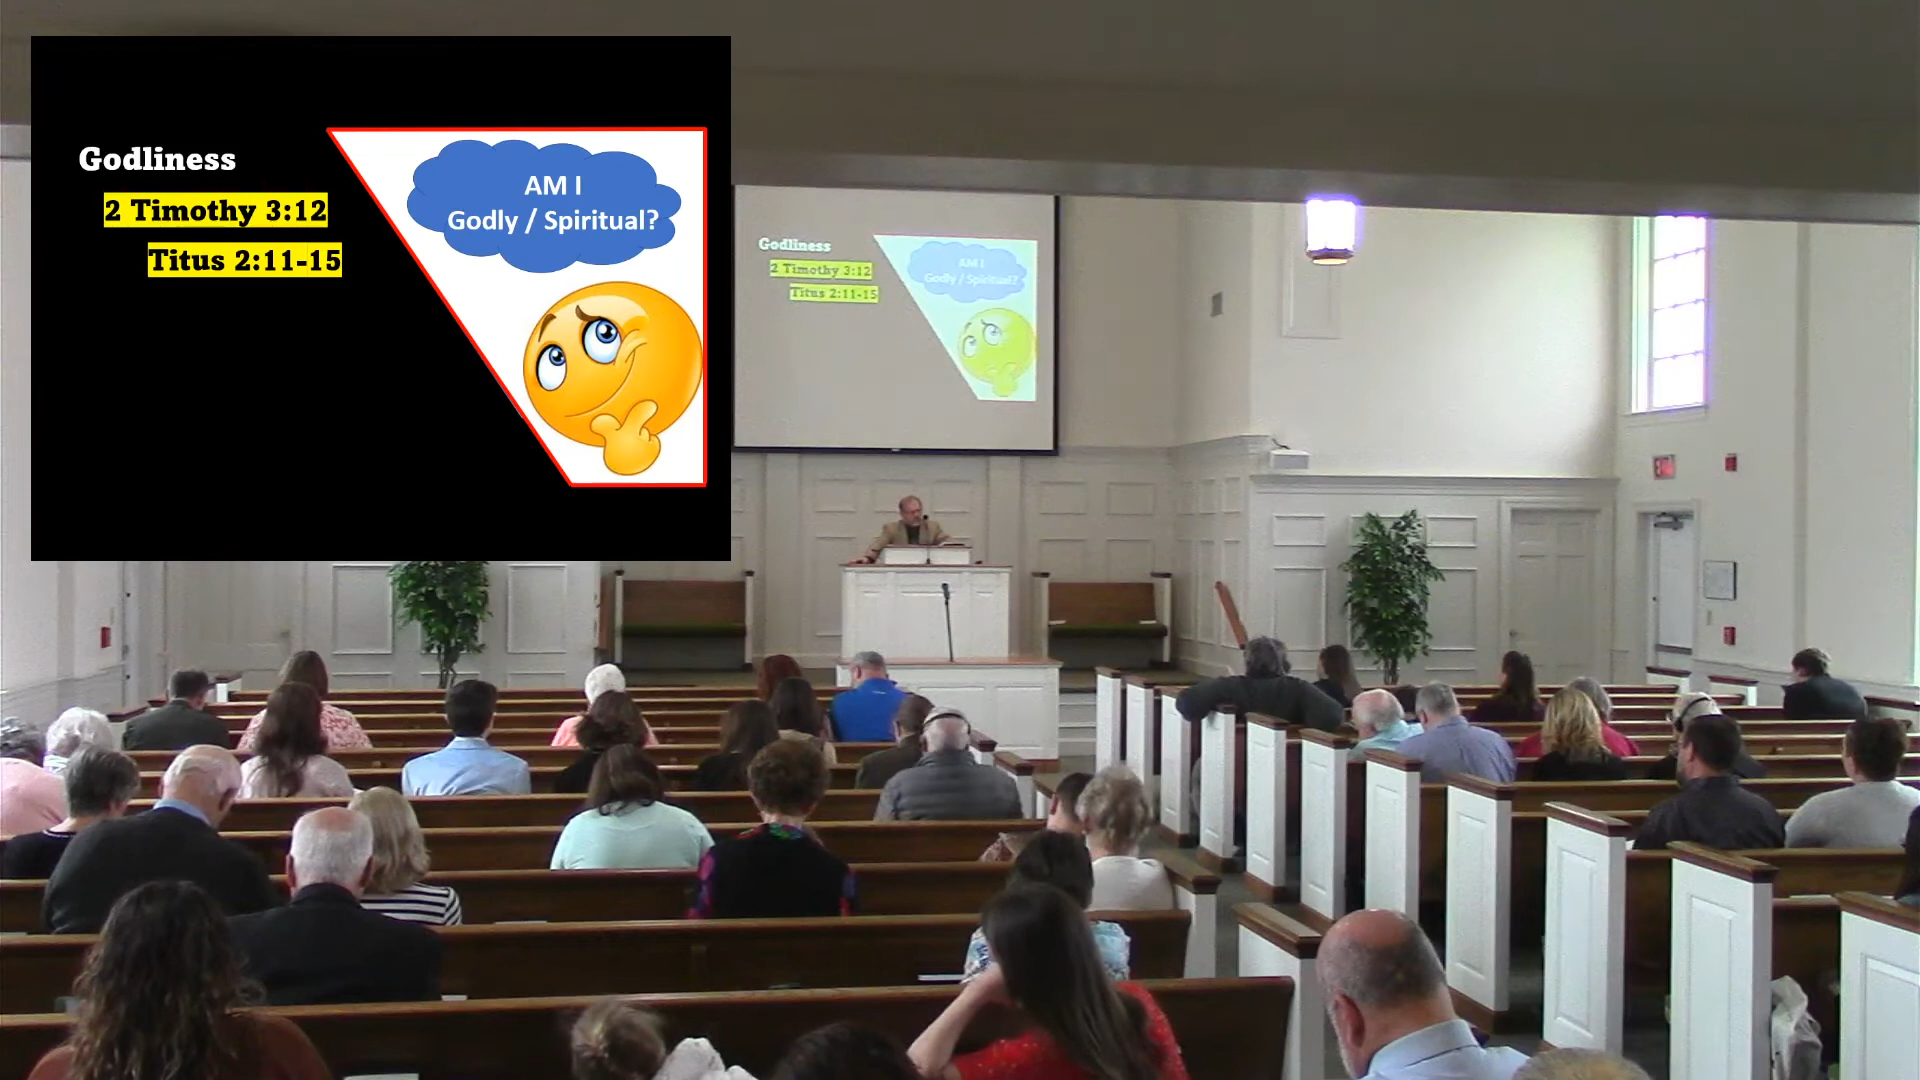 Godliness
2 Timothy 3:12
Titus 2:11-15
AM I
Godly / Spiritual?
Godliness
2 Timothy 3:12
Titus 2:11-15
AM I
Godly / Spiritual?